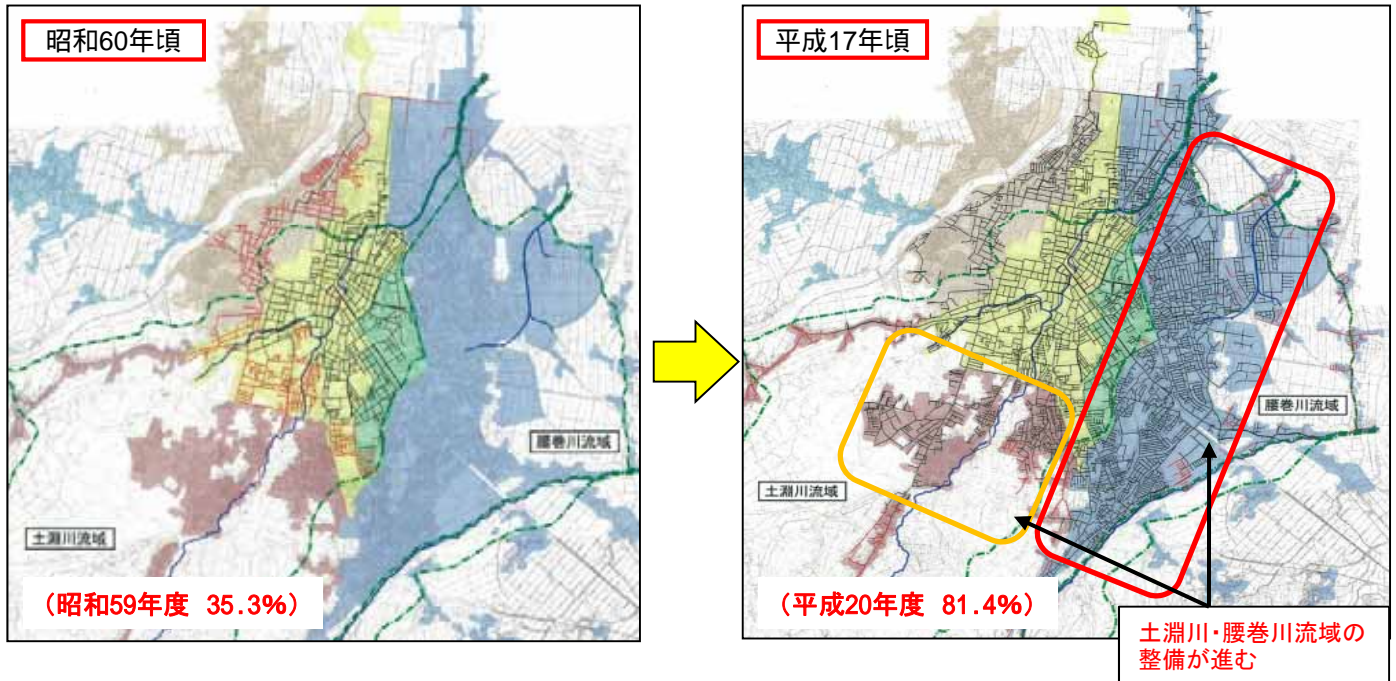 昭和60年頃
腰巻川流域
土淵川流域
（昭和59年度 35.3%）
平成17年頃
腰巻川流域
土淵川流域
（平成20年度 81.4%）
土淵川・腰巻川流域の
整備が進む